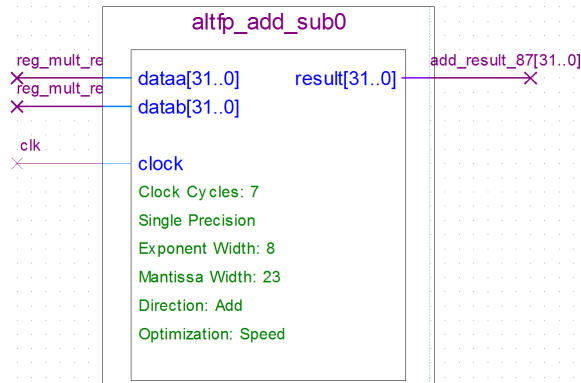 altfp_add_sub0
reg_mult_re
dataa[31..0]
result[31..0]
add_result_87[31..0]
reg_mult_re
datab[31..0]
clk
clock
Clock Cycles: 7
Single Precision
Exponent Width: 8
Mantissa Width: 23
Direction: Add
Optimization: Speed